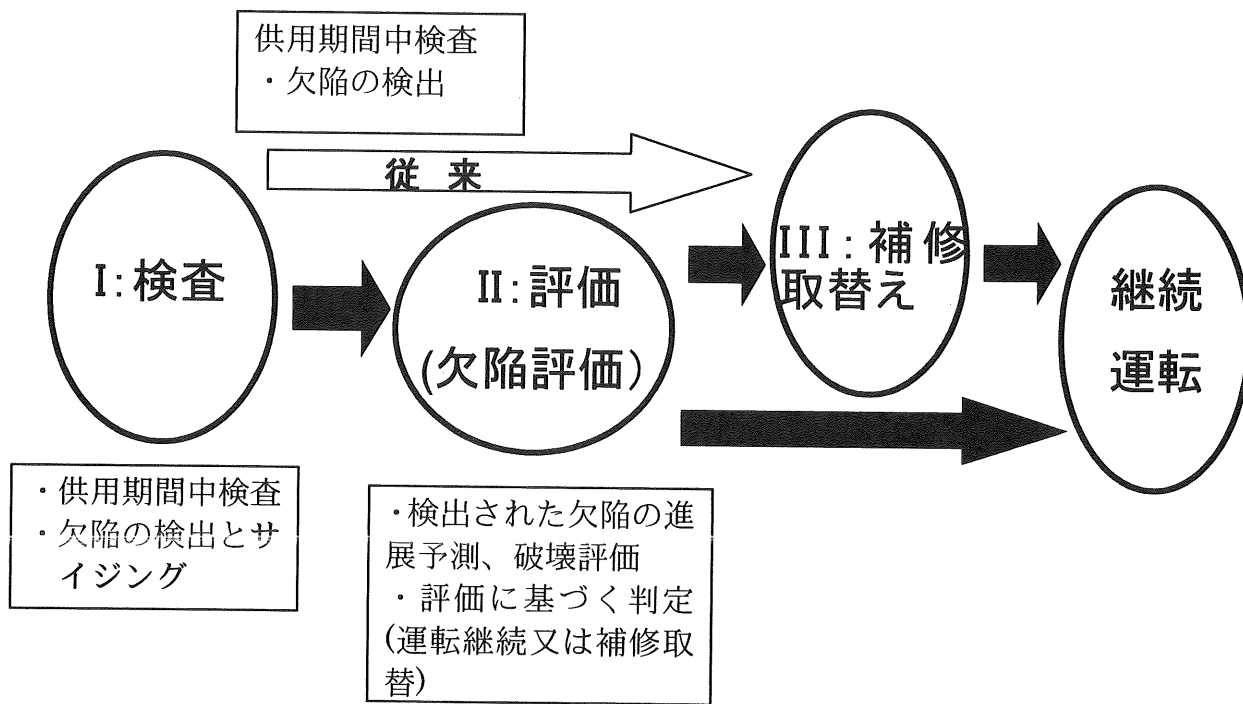 供用期間中検査
・欠陥の検出
従 来
I:検査
II:評価
(欠陥評価)
III:補修
取替え
継続
運転
・供用期間中検査
・欠陥の検出とサ
イジング
・検出された欠陥の進
展予測、破壊評価
・評価に基づく判定
(運転継続又は補修取
替)